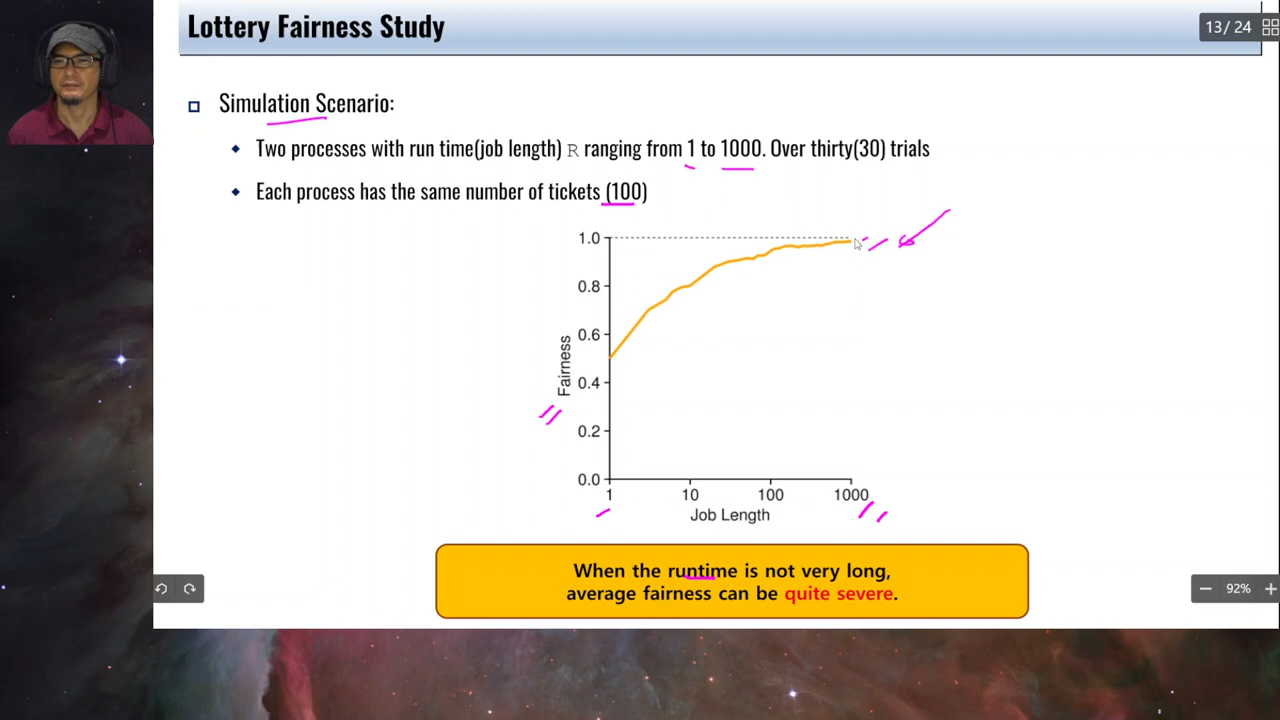 Lottery Fairness Study
13 / 24
Simulation Scenario:
Two processes with run time(job length) R ranging from 1 to 1000. Over thirty(30) trials
Each process has the same number of tickets (100)
1.0
0.8
0.6
0.4
0.2
0.0
Fairness
1 10 100 1000
Job Length
When the runtime is not very long,
average fairness can be quite severe.
92%